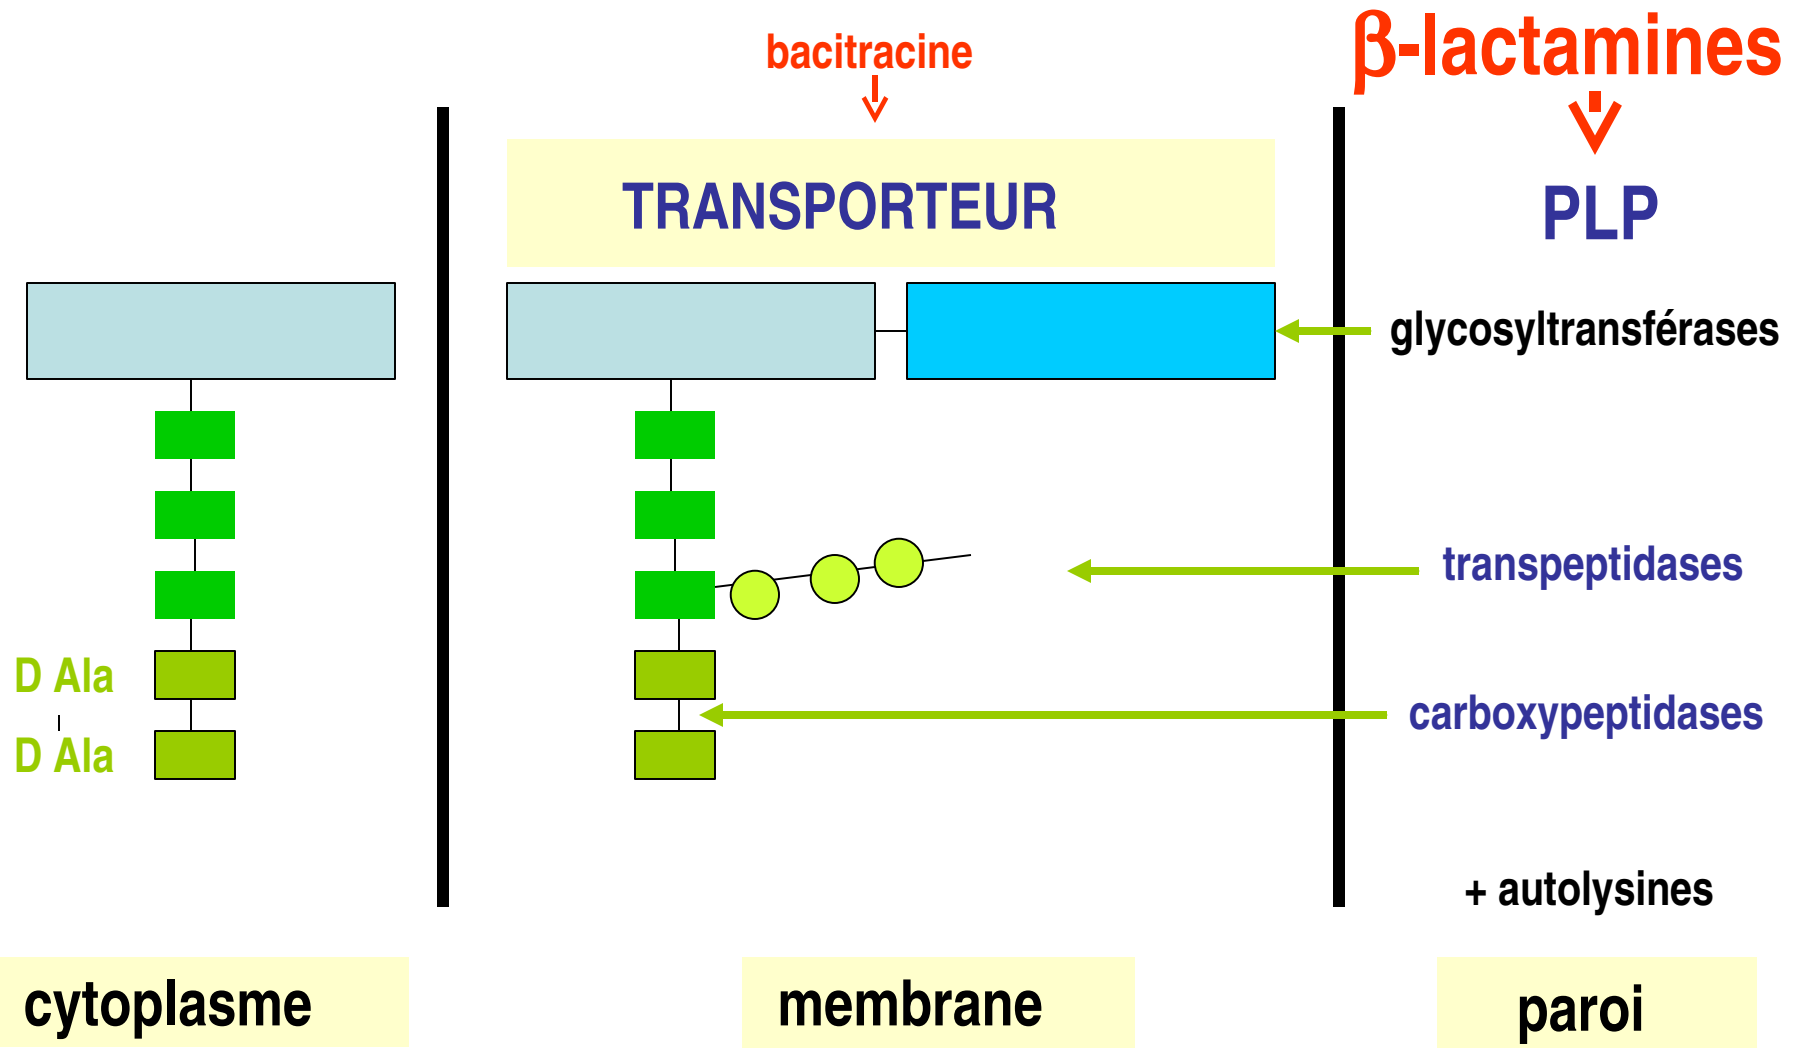 bacitracine
β-lactamines
TRANSPORTEUR
PLP
glycosyltransférases
transpeptidases
D Ala
D Ala
carboxypeptidases
+ autolysines
cytoplasme
membrane
paroi